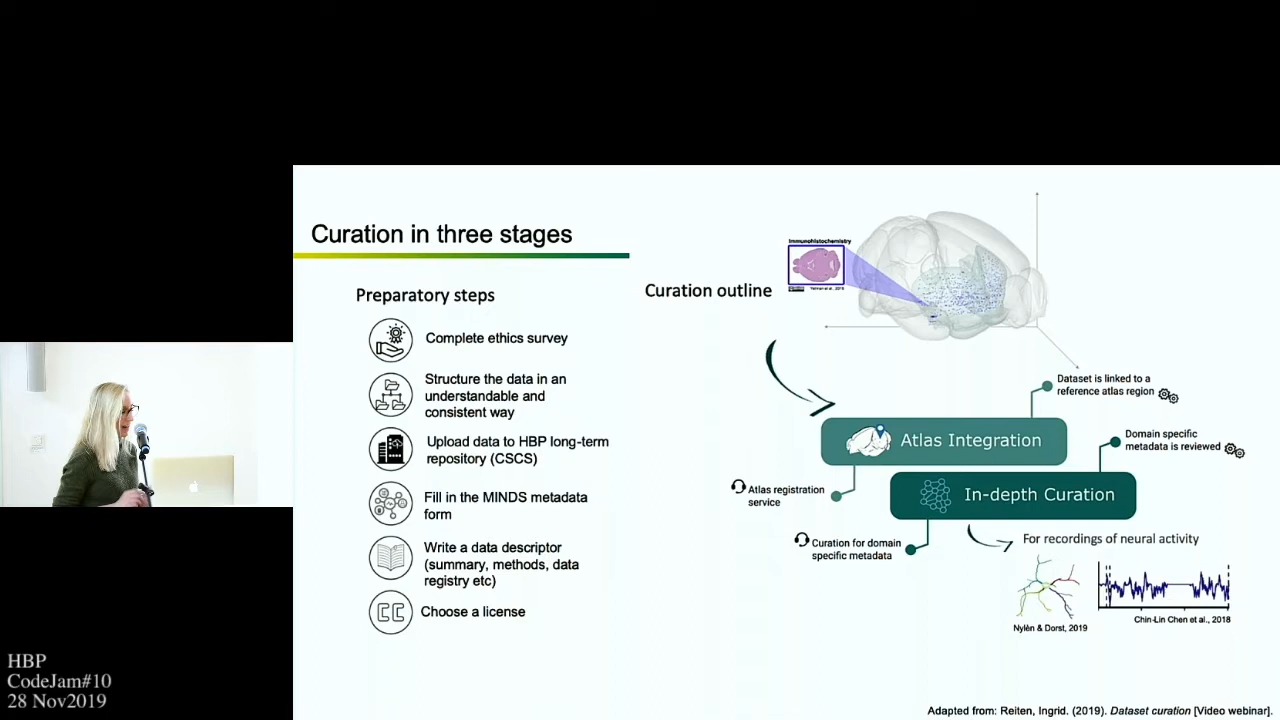 Curation in three stages
Preparatory steps
Complete ethics survey
Structure the data in an
understandable and
consistent way
Upload data to HBP long-term
repository (CSCS)
Fill in the MINDS metadata
form
Write a data descriptor
(summary, methods, data
registry etc)
Choose a license
Curation outline
Immunohistochemistry
Dataset is linked to a
reference atlas region
Atlas Integration
Domain specific
metadata is reviewed
Atlas registration
service
In-depth Curation
Curation for domain
specific metadata
For recordings of neural activity
Nylèn & Dorst, 2019
Chin-Lin Chen et al., 2018
HBP
CodeJam#10
28 Nov2019
Adapted from: Reiten, Ingrid. (2019). Dataset curation [Video webinar].